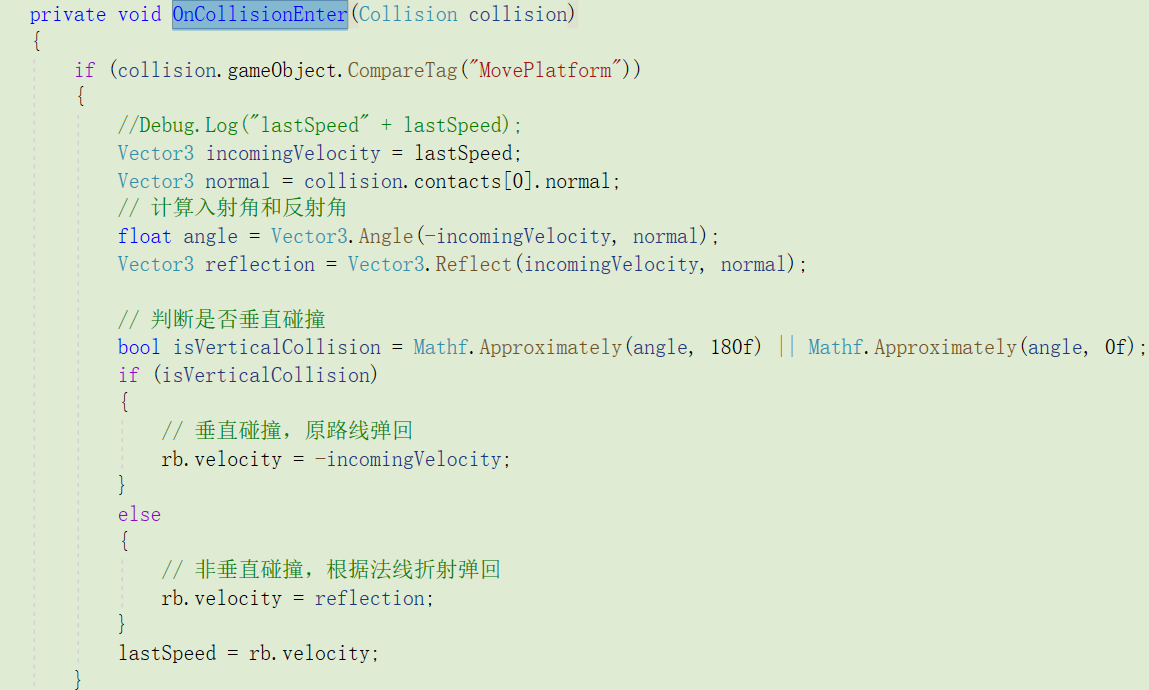 private void OnCollisionEnter(Collision collision)
{
if (collision.gameObject.CompareTag("MovePlatform"))
{
//Debug.Log("lastSpeed" + lastSpeed);
Vector3 incomingVelocity = lastSpeed;
Vector3 normal = collision.contacts[0].normal;
// 计算入射角和反射角
float angle = Vector3.Angle(-incomingVelocity, normal);
Vector3 reflection = Vector3.Reflect(incomingVelocity, normal);
// 判断是否垂直碰撞
bool isVerticalCollision = Mathf.Approximately(angle, 180f) || Mathf.Approximately(angle, 0f);
if (isVerticalCollision)
{
// 垂直碰撞，原路线弹回
rb.velocity = -incomingVelocity;
}
else
{
// 非垂直碰撞，根据法线折射弹回
rb.velocity = reflection;
}
lastSpeed = rb.velocity;
}